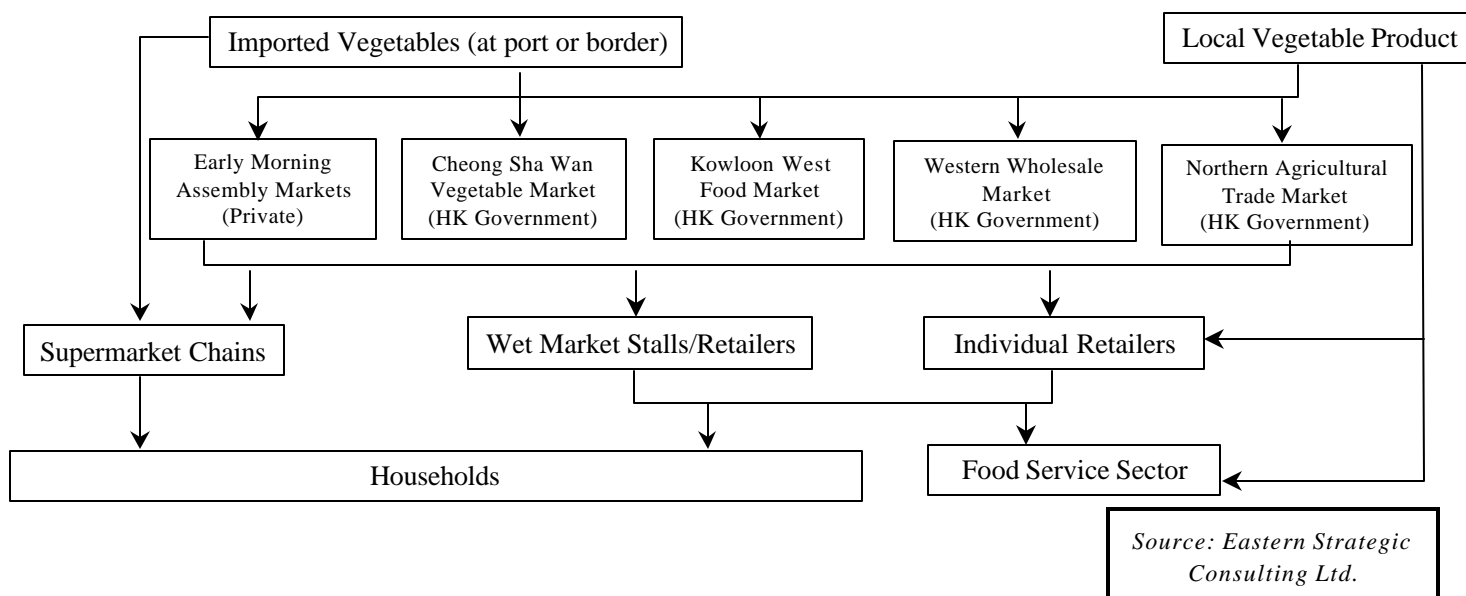 Imported Vegetables (at port or border)
Local Vegetable Product
Early Morning
Assembly Markets
(Private)
Cheong Sha Wan
Vegetable Market
(HK Government)
Kowloon West
Food Market
(HK Government)
Western Wholesale
Market
(HK Government)
Northern Agricultural
Trade Market
(HK Government)
Supermarket Chains
Wet Market Stalls/Retailers
Individual Retailers
Households
Food Service Sector
Source: Eastern Strategic
Consulting Ltd.